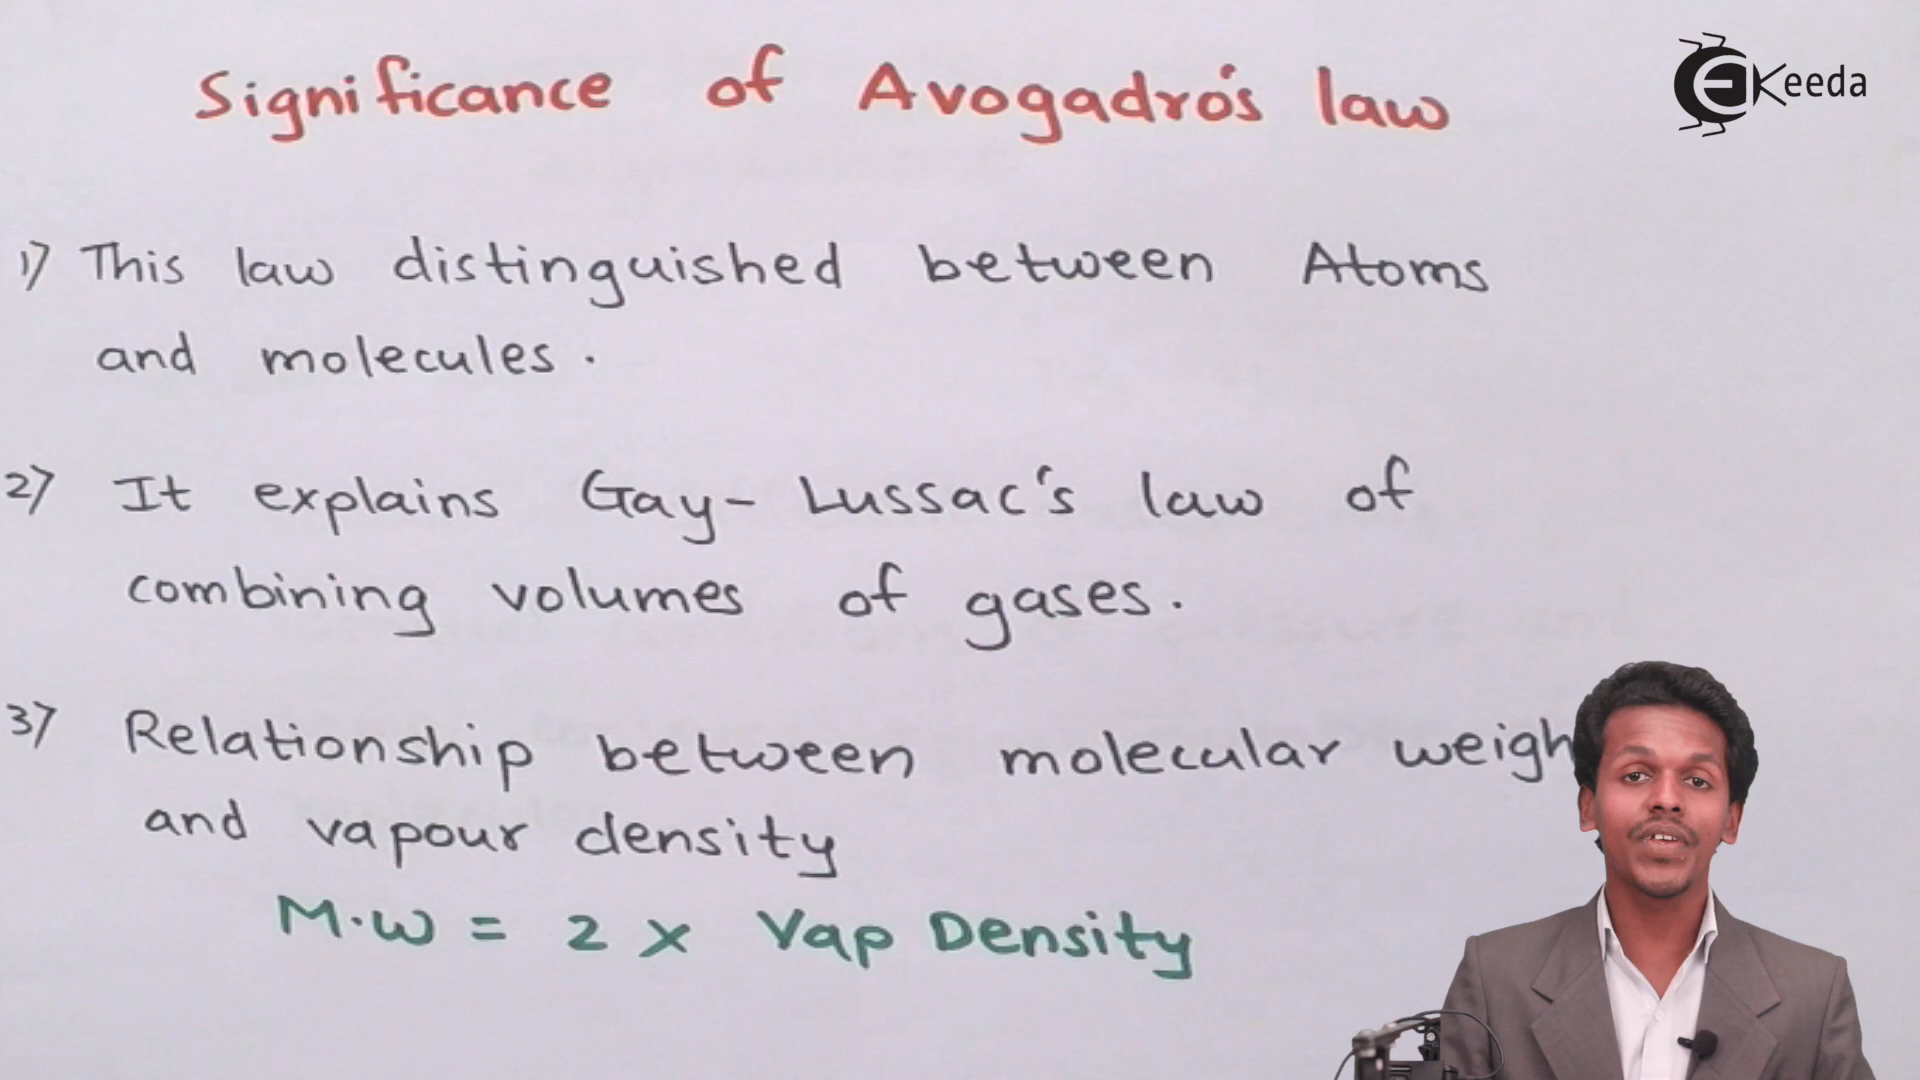 Significance of Avogadro's law
EKeeda
1) This law distinguished between Atoms
and molecules.
2) It explains Gay-Lussac's law of
combining volumes of gases.
3) Relationship between molecular weigh
and vapour density
M.W = 2 x Vap Density